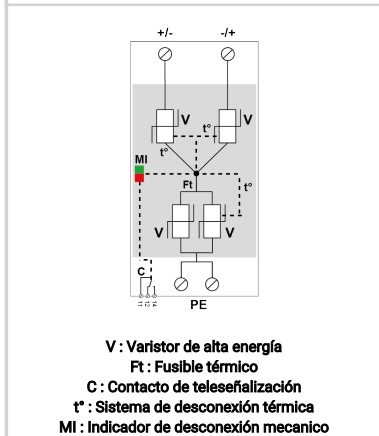 +/- -/+
V V
t°
t°
MI
Ft t°
V V
C
PE
V : Varistor de alta energía
Ft : Fusible térmico
C : Contacto de teleseñalización
t° : Sistema de desconexión térmica
MI : Indicador de desconexión mecanico